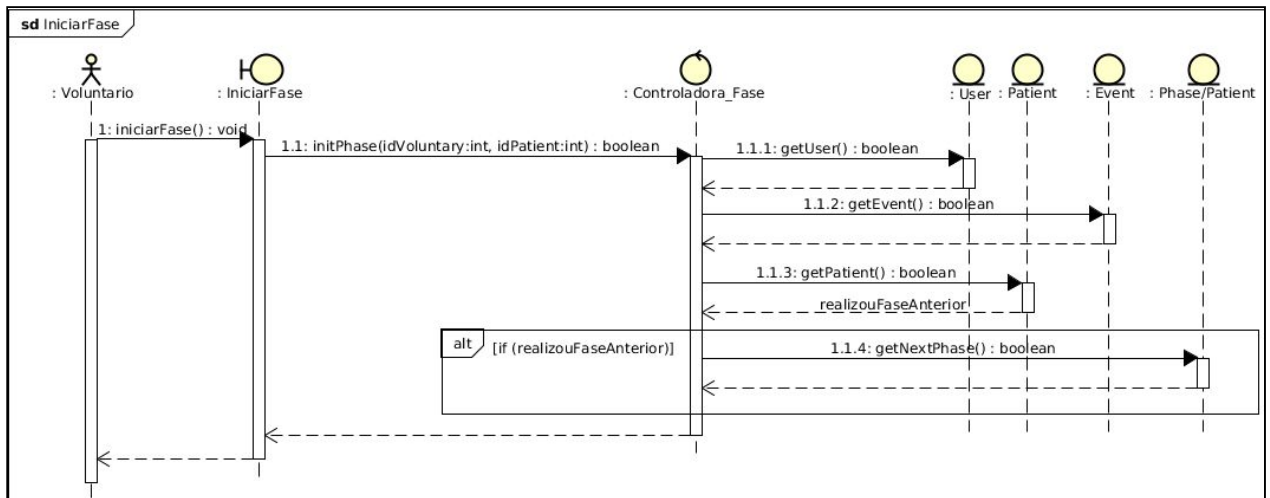 sd IniciarFase
: Voluntario
: IniciarFase
: Controladora_Fase
: User
: Patient
: Event
: Phase/Patient
1: iniciarFase() : void
1.1: initPhase(idVoluntary:int, idPatient:int) : boolean
1.1.1: getUser() : boolean
1.1.2: getEvent() : boolean
1.1.3: getPatient() : boolean
realizouFaseAnterior
alt
[if (realizouFaseAnterior)]
1.1.4: getNextPhase() : boolean